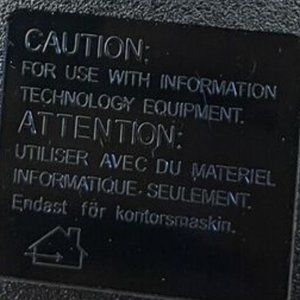 CAUTION:
FOR USE WITH INFORMATION
TECHNOLOGY EQUIPMENT.
ATTENTION:
UTILISER AVEC DU MATERIEL
INFORMATIQUE SEULEMENT.
Endast för kontorsmaskin.